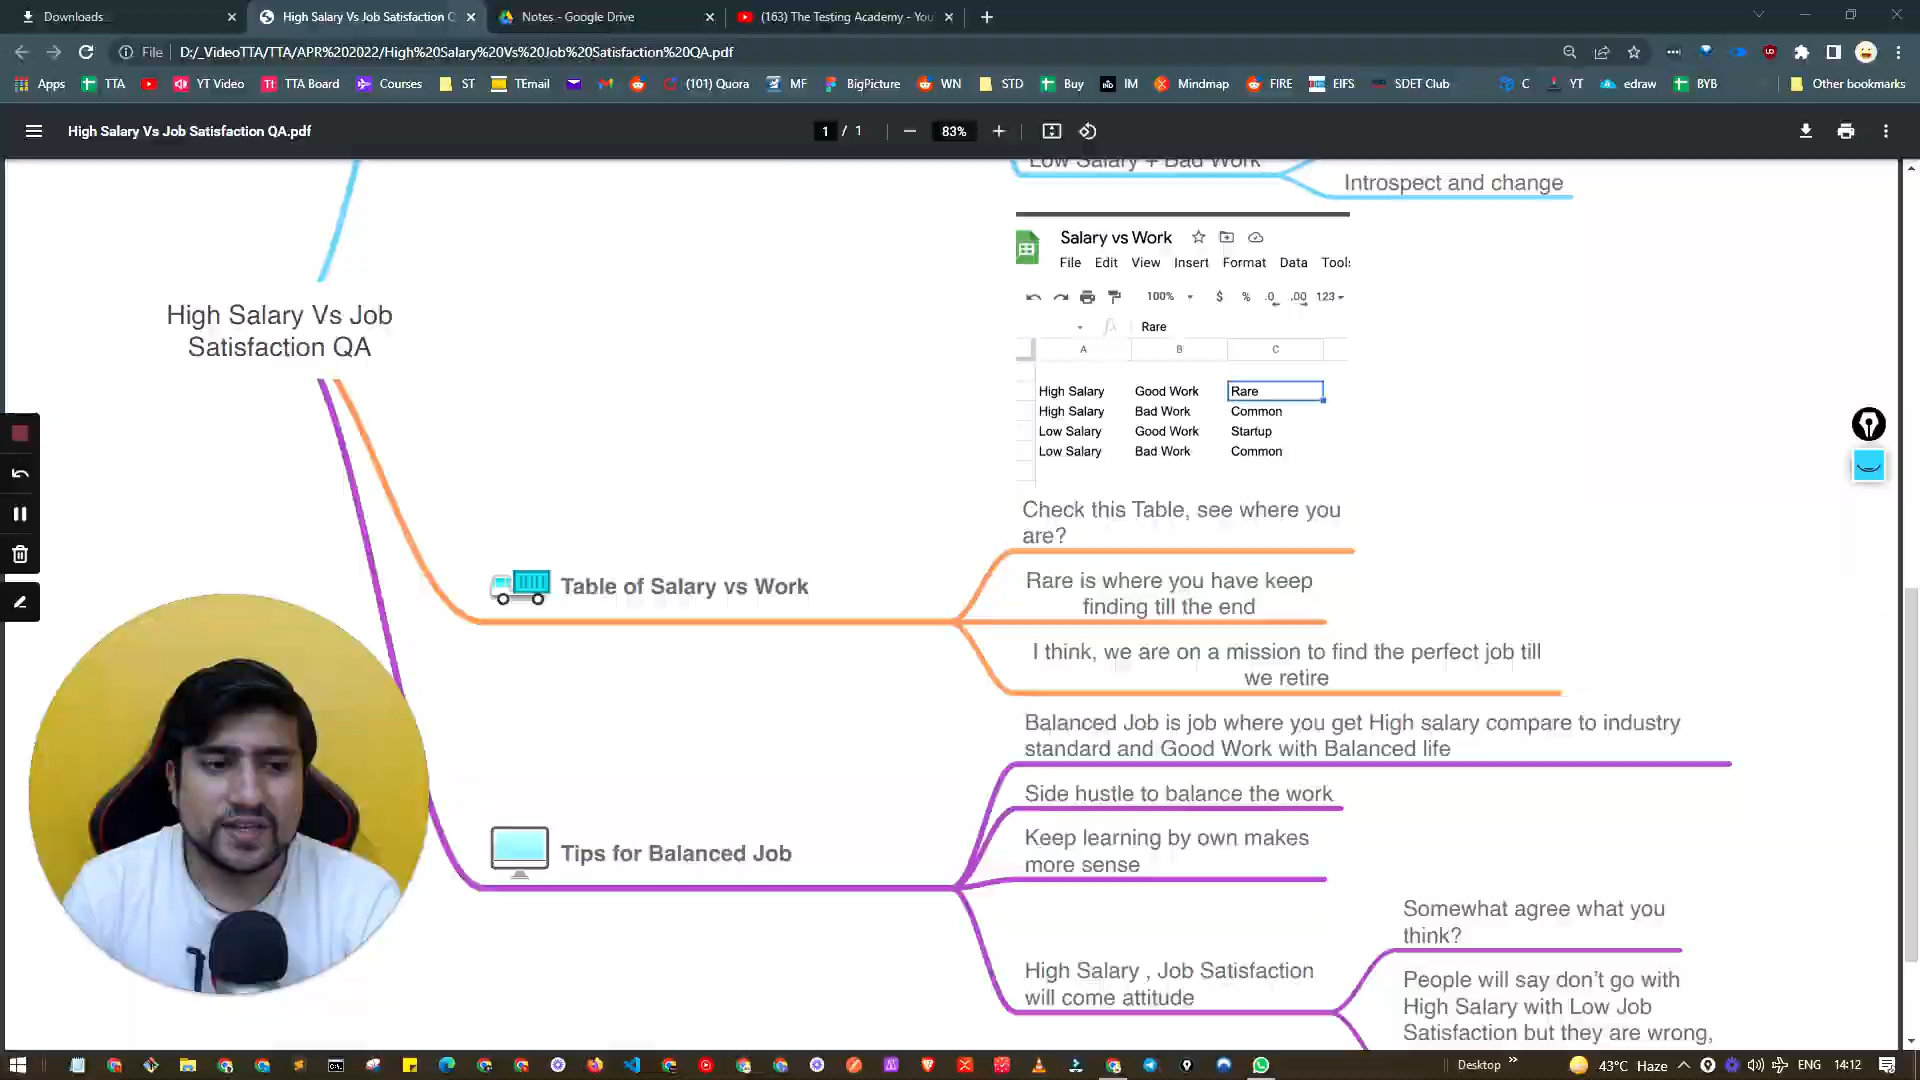 Downloads
High Salary Vs Job Satisfaction Q
Notes - Google Drive
(163) The Testing Academy - You
File
D:/_VideoTTA/TTA/APR%202022/High%20Salary%20Vs%20Job%20Satisfaction%20QA.pdf
Apps
TTA
YT Video
TTA Board
Courses
ST
TEmail
(101) Quora
MF
BigPicture
WN
STD
Buy
IM
Mindmap
FIRE
EIFS
SDET Club
C
YT
edraw
BYB
Other bookmarks
High Salary Vs Job Satisfaction QA.pdf
1 / 1
83%
Low Salary + Bad Work
Introspect and change
Salary vs Work
File Edit View Insert Format Data Tools
100% $ % .0 .00 123
fx Rare
A B C
High Salary Good Work Rare
High Salary Bad Work Common
Low Salary Good Work Startup
Low Salary Bad Work Common
High Salary Vs Job
Satisfaction QA
Check this Table, see where you
are?
Table of Salary vs Work
Rare is where you have keep
finding till the end
I think, we are on a mission to find the perfect job till
we retire
Balanced Job is job where you get High salary compare to industry
standard and Good Work with Balanced life
Side hustle to balance the work
Tips for Balanced Job
Keep learning by own makes
more sense
High Salary , Job Satisfaction
will come attitude
Somewhat agree what you
think?
People will say don't go with
High Salary with Low Job
Satisfaction but they are wrong,
Desktop
43°C Haze
ENG
14:12